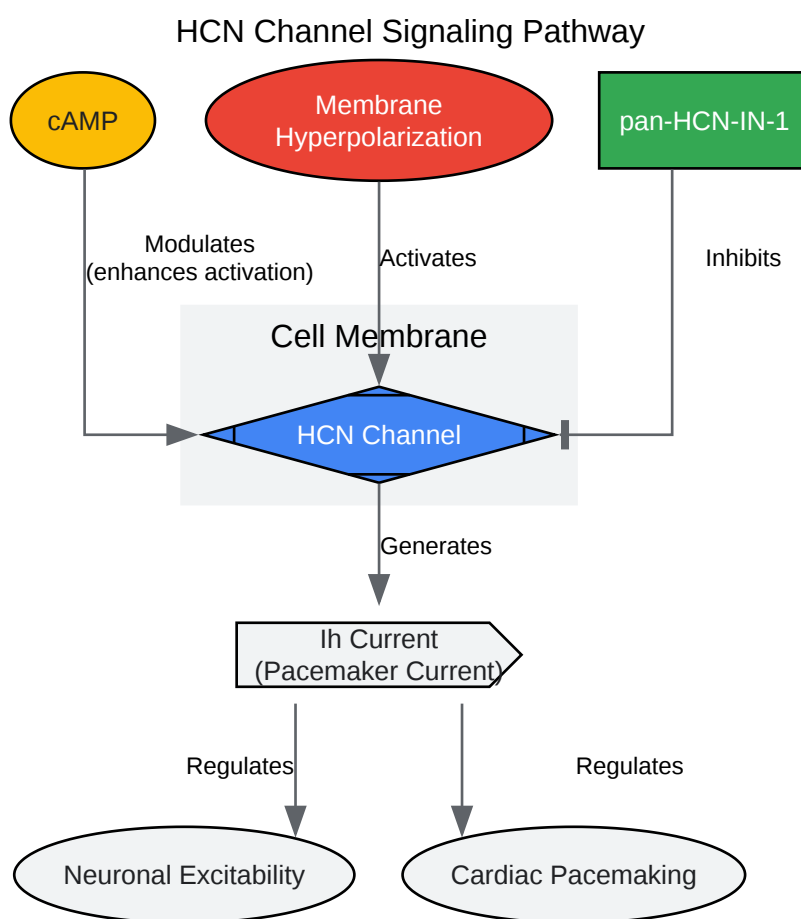 HCN Channel Signaling Pathway
cAMP
Membrane
Hyperpolarization
pan-HCN-IN-1
Modulates
(enhances activation)
Activates
Inhibits
Cell Membrane
HCN Channel
Generates
Ih Current
(Pacemaker Current)
Regulates
Regulates
Neuronal Excitability
Cardiac Pacemaking